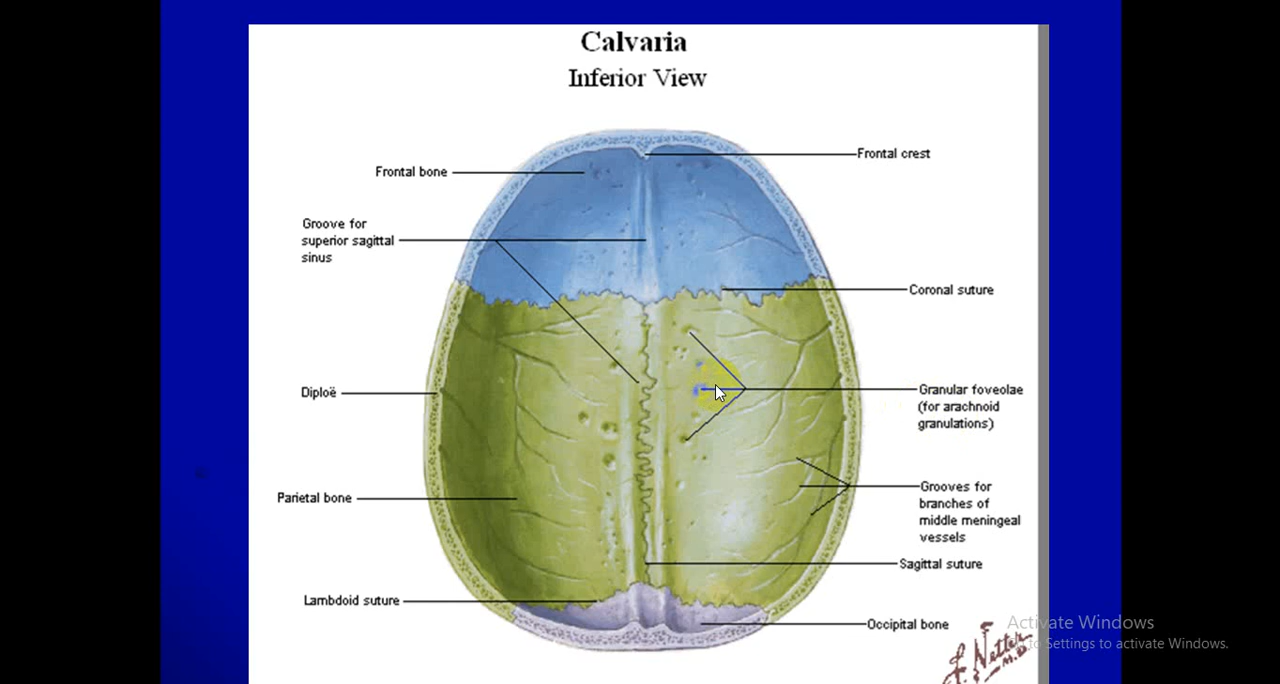 Calvaria
Inferior View
Frontal crest
Frontal bone
Groove for
superior sagittal
sinus
Coronal suture
Diploë
Granular foveolae
(for arachnoid
granulations)
Parietal bone
Grooves for
branches of
middle meningeal
vessels
Sagittal suture
Lambdoid suture
Occipital bone
Activate Windows
to Settings to activate Windows.
F. Netter
M.D.